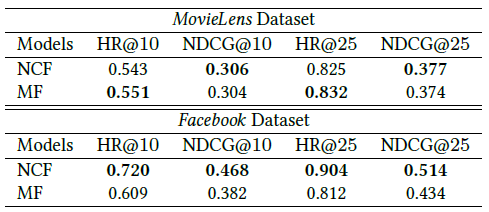 MovieLens Dataset
Models HR@10 NDCG@10 HR@25 NDCG@25
NCF 0.543 0.306 0.825 0.377
MF 0.551 0.304 0.832 0.374
Facebook Dataset
Models HR@10 NDCG@10 HR@25 NDCG@25
NCF 0.720 0.468 0.904 0.514
MF 0.609 0.382 0.812 0.434